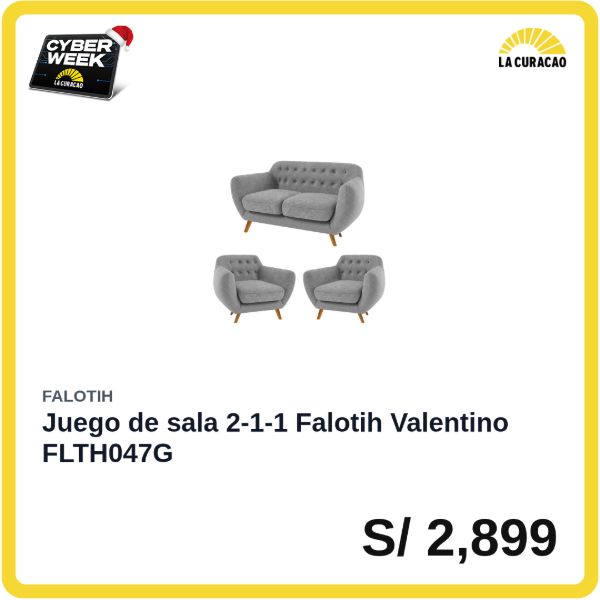 CYBER
WEEK
LA CURACAO
LA CURACAO
FALOTIH
Juego de sala 2-1-1 Falotih Valentino
FLTH047G
S/ 2,899